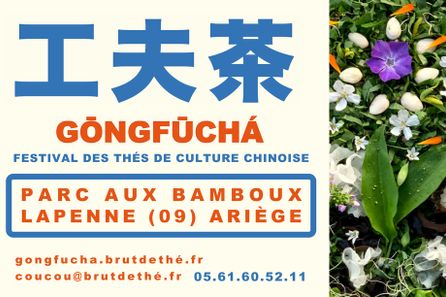 工夫茶
GŌNGFŪCHÁ
FESTIVAL DES THÉS DE CULTURE CHINOISE
PARC AUX BAMBOUX
LAPENNE (09) ARIÈGE
gongfucha.brutdethé.fr
coucou@brutdethé.fr 05.61.60.52.11